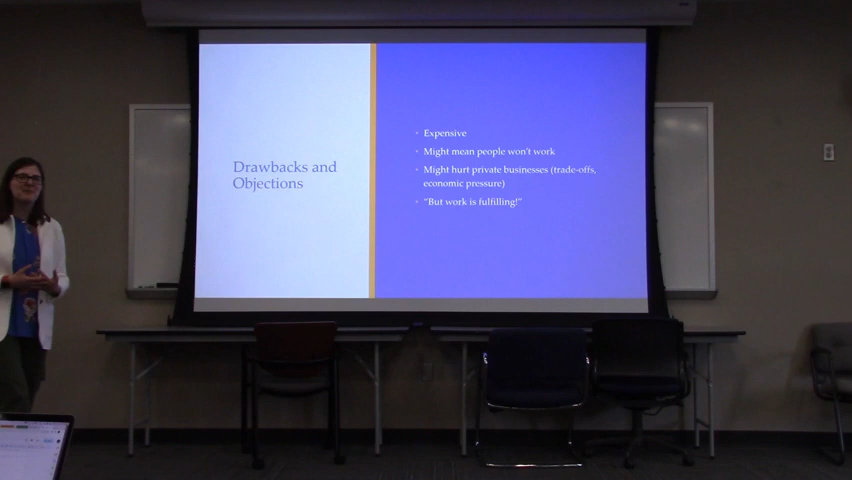 Drawbacks and
Objections
Expensive
Might mean people won't work
Might hurt private businesses (trade-offs,
economic pressure)
"But work is fulfilling!"